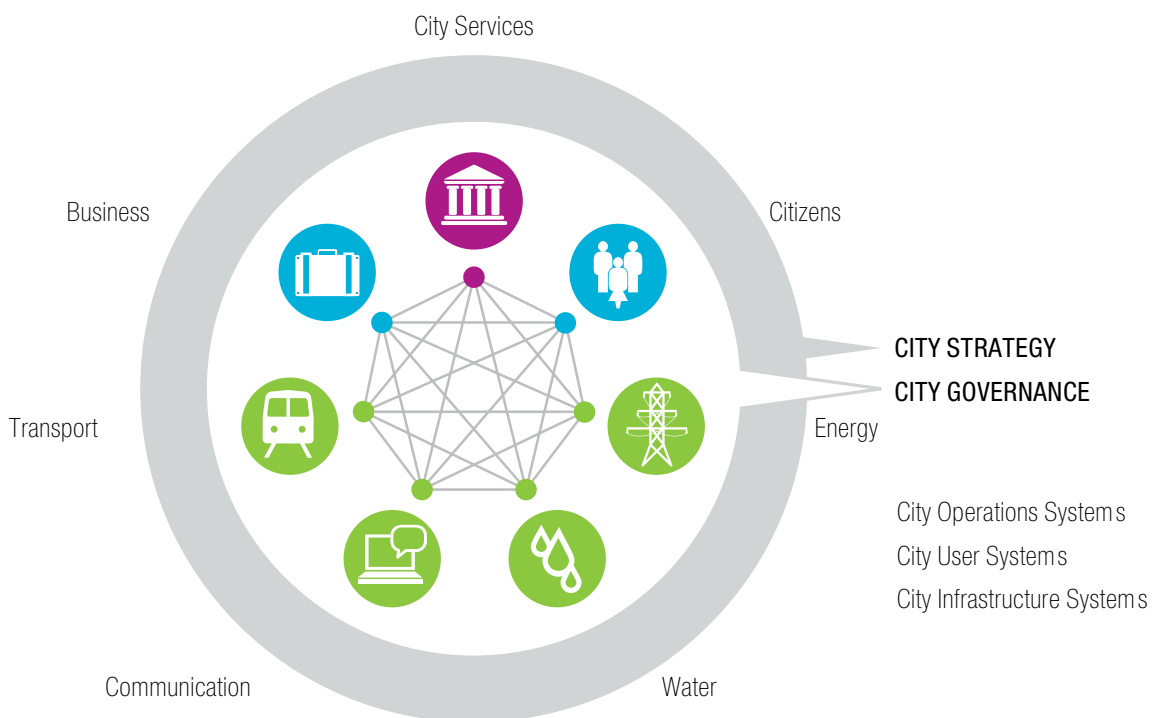 City Services
Business
Citizens
CITY STRATEGY
CITY GOVERNANCE
Transport
Energy
City Operations Systems
City User Systems
City Infrastructure Systems
Communication
Water